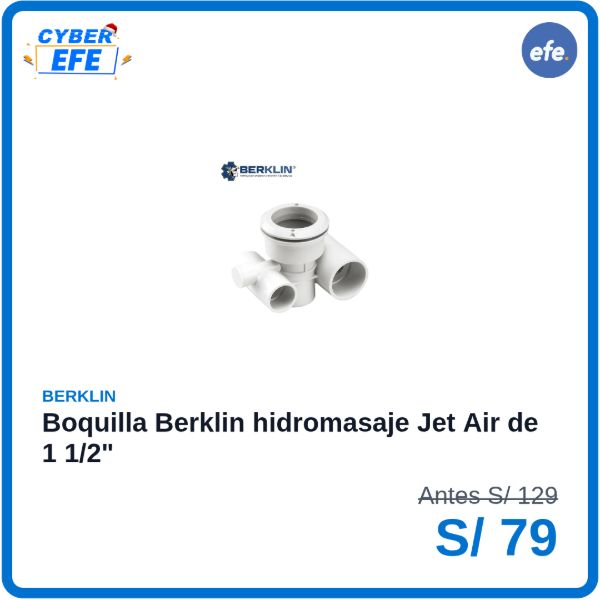 CYBER
EFE
efe.
BERKLIN®
BERKLIN
Boquilla Berklin hidromasaje Jet Air de
1 1/2"
Antes S/ 129
S/ 79